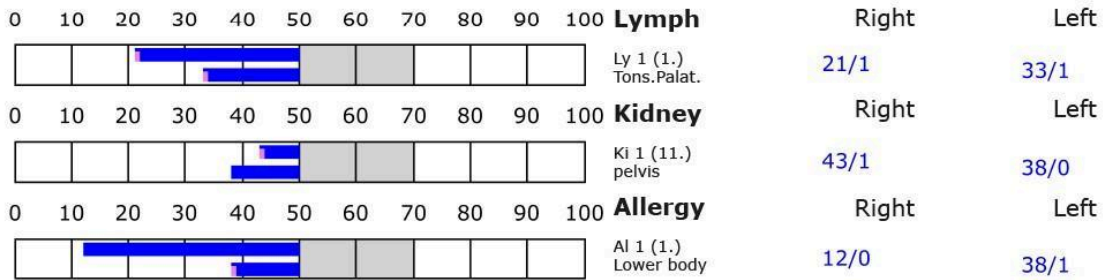 0 10 20 30 40 50 60 70 80 90 100 Lymph Right Left
Ly 1 (1.)
Tons.Palat.
21/1 33/1
0 10 20 30 40 50 60 70 80 90 100 Kidney Right Left
Ki 1 (11.)
pelvis
43/1 38/0
0 10 20 30 40 50 60 70 80 90 100 Allergy Right Left
Al 1 (1.)
Lower body
12/0 38/1